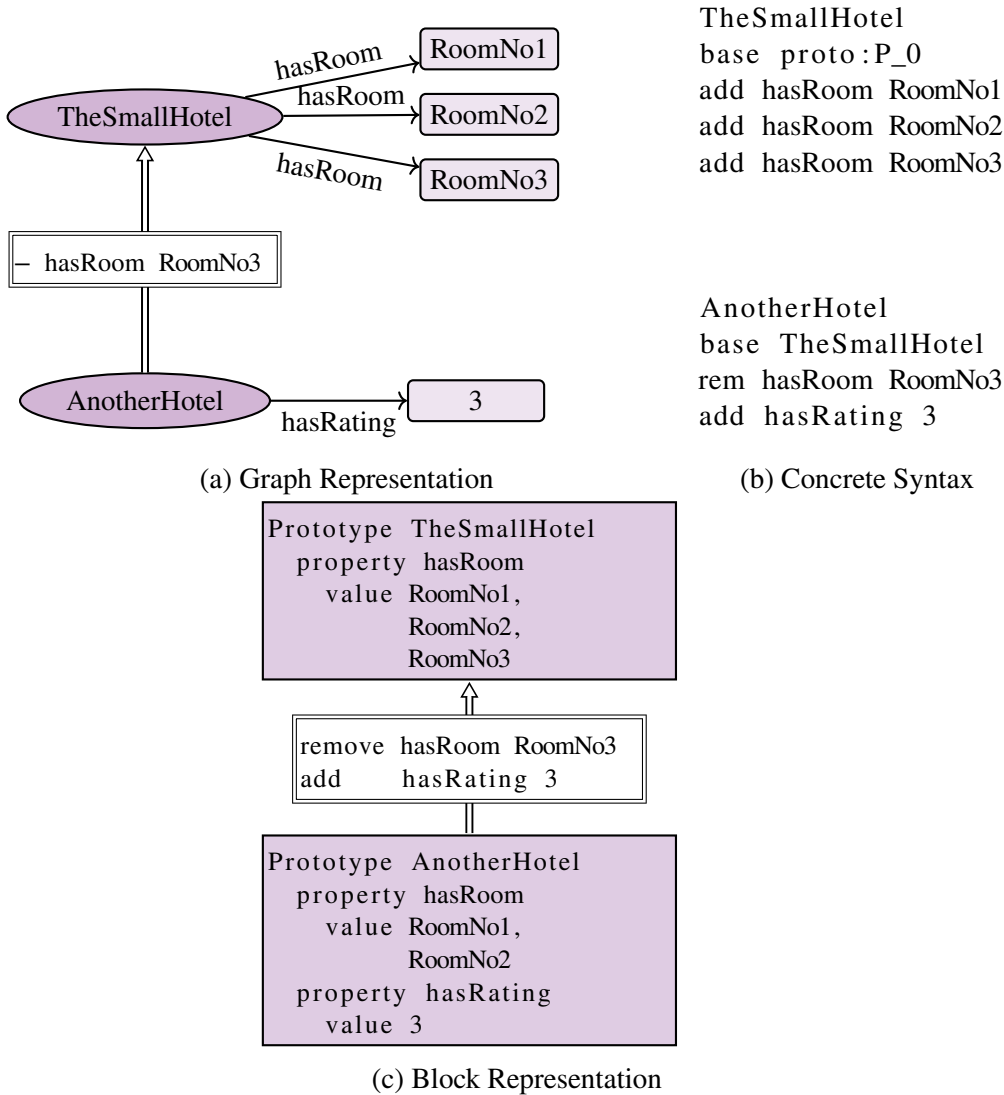 TheSmallHotel
hasRoom
hasRoom
hasRoom
RoomNo1
RoomNo2
RoomNo3
– hasRoom RoomNo3
AnotherHotel
hasRating
3
(a) Graph Representation
TheSmallHotel
base proto:P_0
add hasRoom RoomNo1
add hasRoom RoomNo2
add hasRoom RoomNo3
AnotherHotel
base TheSmallHotel
rem hasRoom RoomNo3
add hasRating 3
(b) Concrete Syntax
Prototype TheSmallHotel
property hasRoom
value RoomNo1,
RoomNo2,
RoomNo3
remove hasRoom RoomNo3
add hasRating 3
Prototype AnotherHotel
property hasRoom
value RoomNo1,
RoomNo2
property hasRating
value 3
(c) Block Representation